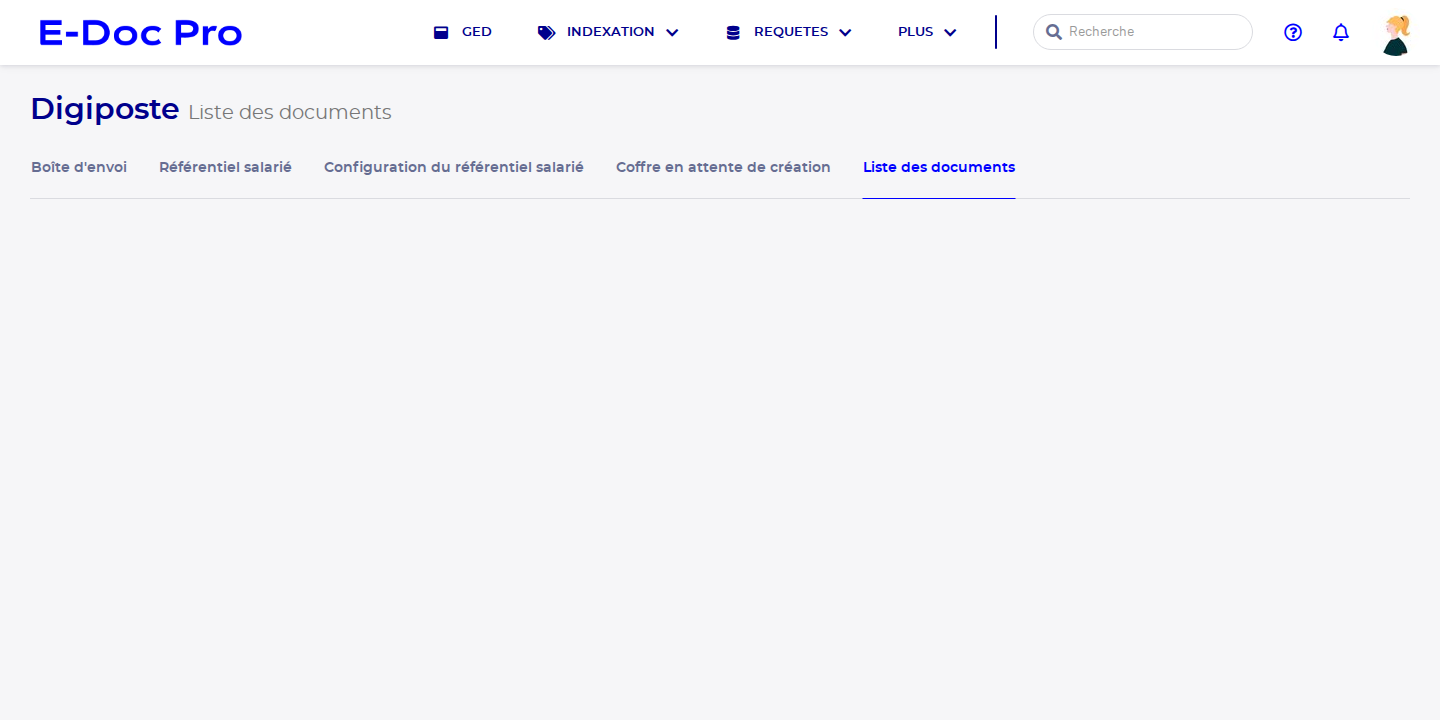 E-Doc Pro
GED
INDEXATION
REQUETES
PLUS
Recherche
Digiposte Liste des documents
Boîte d'envoi
Référentiel salarié
Configuration du référentiel salarié
Coffre en attente de création
Liste des documents